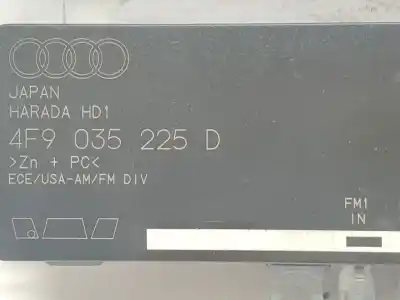 JAPAN
HARADA HD1
4F9 035 225 D
>Zn + PC<
ECE/USA-AM/FM DIV
FM1
IN